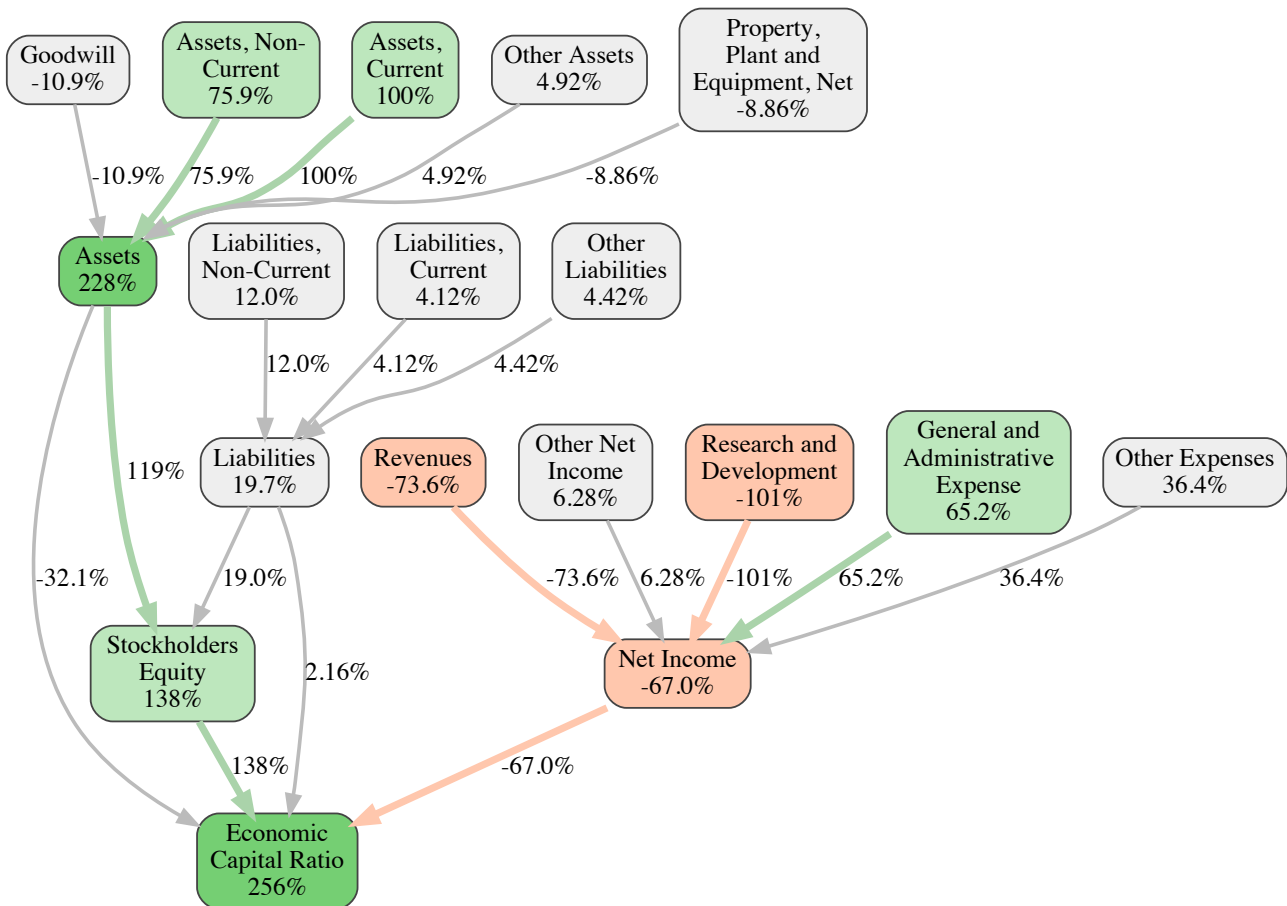 Goodwill
-10.9%
Assets, Non-
Current
75.9%
Assets,
Current
100%
Other Assets
4.92%
Property,
Plant and
Equipment, Net
-8.86%
-10.9%
75.9%
100%
4.92%
-8.86%
Assets
228%
Liabilities,
Non-Current
12.0%
Liabilities,
Current
4.12%
Other
Liabilities
4.42%
12.0%
4.12%
4.42%
Liabilities
19.7%
Revenues
-73.6%
Other Net
Income
6.28%
Research and
Development
-101%
General and
Administrative
Expense
65.2%
Other Expenses
36.4%
119%
-32.1%
19.0%
-73.6%
6.28%
-101%
65.2%
36.4%
Stockholders
Equity
138%
2.16%
Net Income
-67.0%
138%
-67.0%
Economic
Capital Ratio
256%